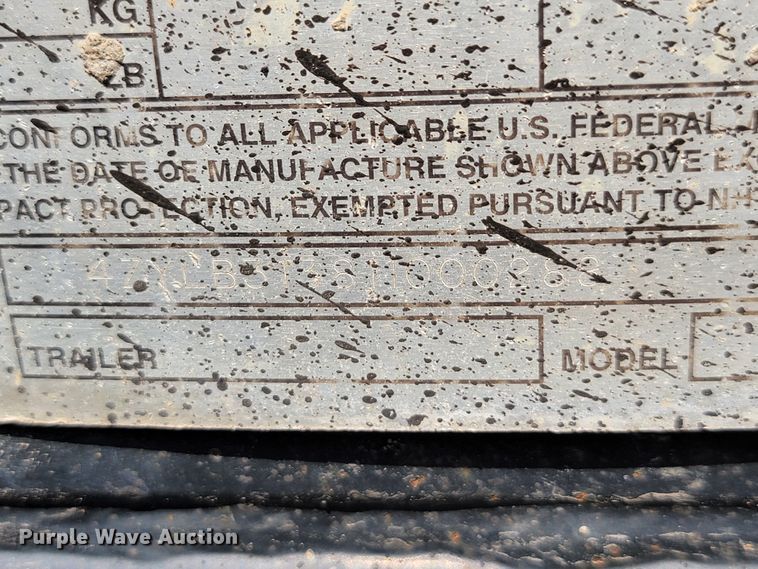 KG
LB
CONFORMS TO ALL APPLICABLE U.S. FEDERAL
THE DATE OF MANUFACTURE SHOWN ABOVE
PACT PROTECTION, EXEMPTED PURSUANT TO NH
TRAILER MODEL
Purple Wave Auction